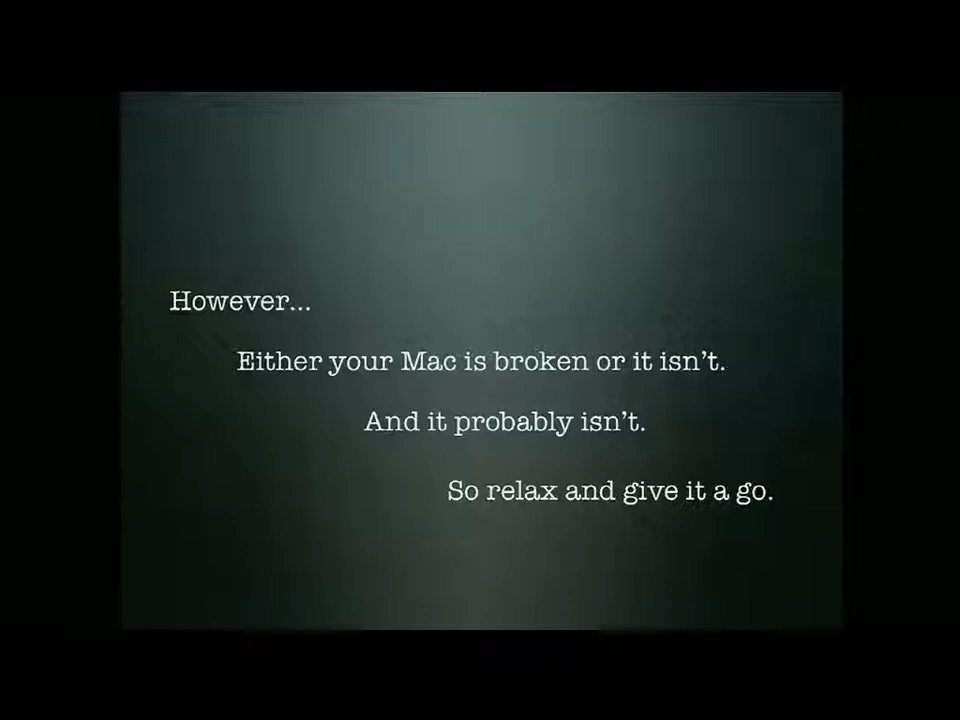 However...
Either your Mac is broken or it isn't.
And it probably isn't.
So relax and give it a go.